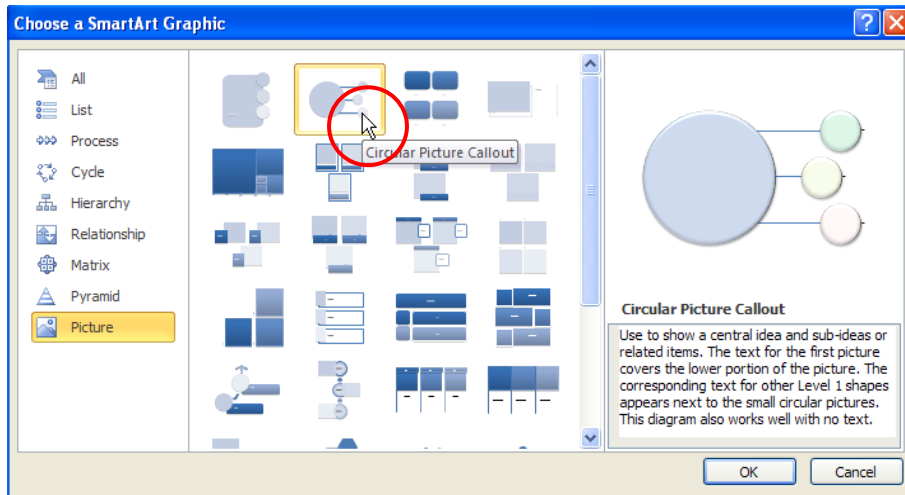 Choose a SmartArt Graphic
All
List
Process
Cycle
Hierarchy
Relationship
Matrix
Pyramid
Picture
Circular Picture Callout
Circular Picture Callout
Use to show a central idea and sub-ideas or
related items. The text for the first picture
covers the lower portion of the picture. The
corresponding text for other Level 1 shapes
appears next to the small circular pictures.
This diagram also works well with no text.
OK
Cancel